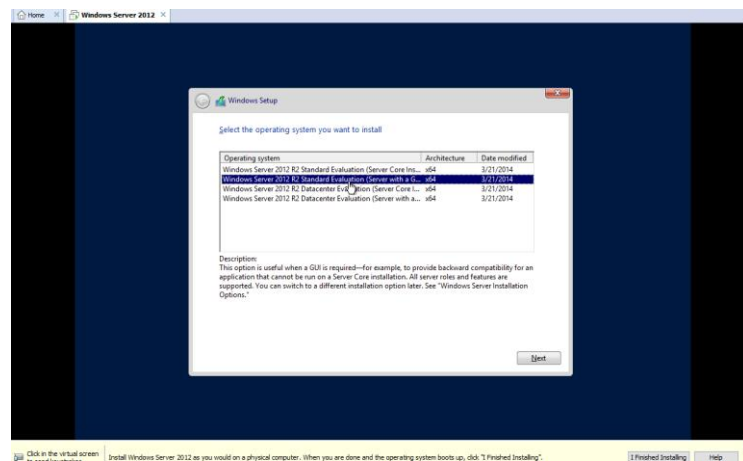 Home
Windows Server 2012
Windows Setup
Select the operating system you want to install
Operating system Architecture Date modified
Windows Server 2012 R2 Standard Evaluation (Server Core Ins... x64 3/21/2014
Windows Server 2012 R2 Standard Evaluation (Server with a G... x64 3/21/2014
Windows Server 2012 R2 Datacenter Evaluation (Server Core I... x64 3/21/2014
Windows Server 2012 R2 Datacenter Evaluation (Server with a... x64 3/21/2014
Description:
This option is useful when a GUI is required—for example, to provide backward compatibility for an
application that cannot be run on a Server Core installation. All server roles and features are
supported. You can switch to a different installation option later. See "Windows Server Installation
Options."
Next
Click in the virtual screen
to send keystrokes
Install Windows Server 2012 as you would on a physical computer. When you are done and the operating system boots up, click "I Finished Installing".
I Finished Installing
Help